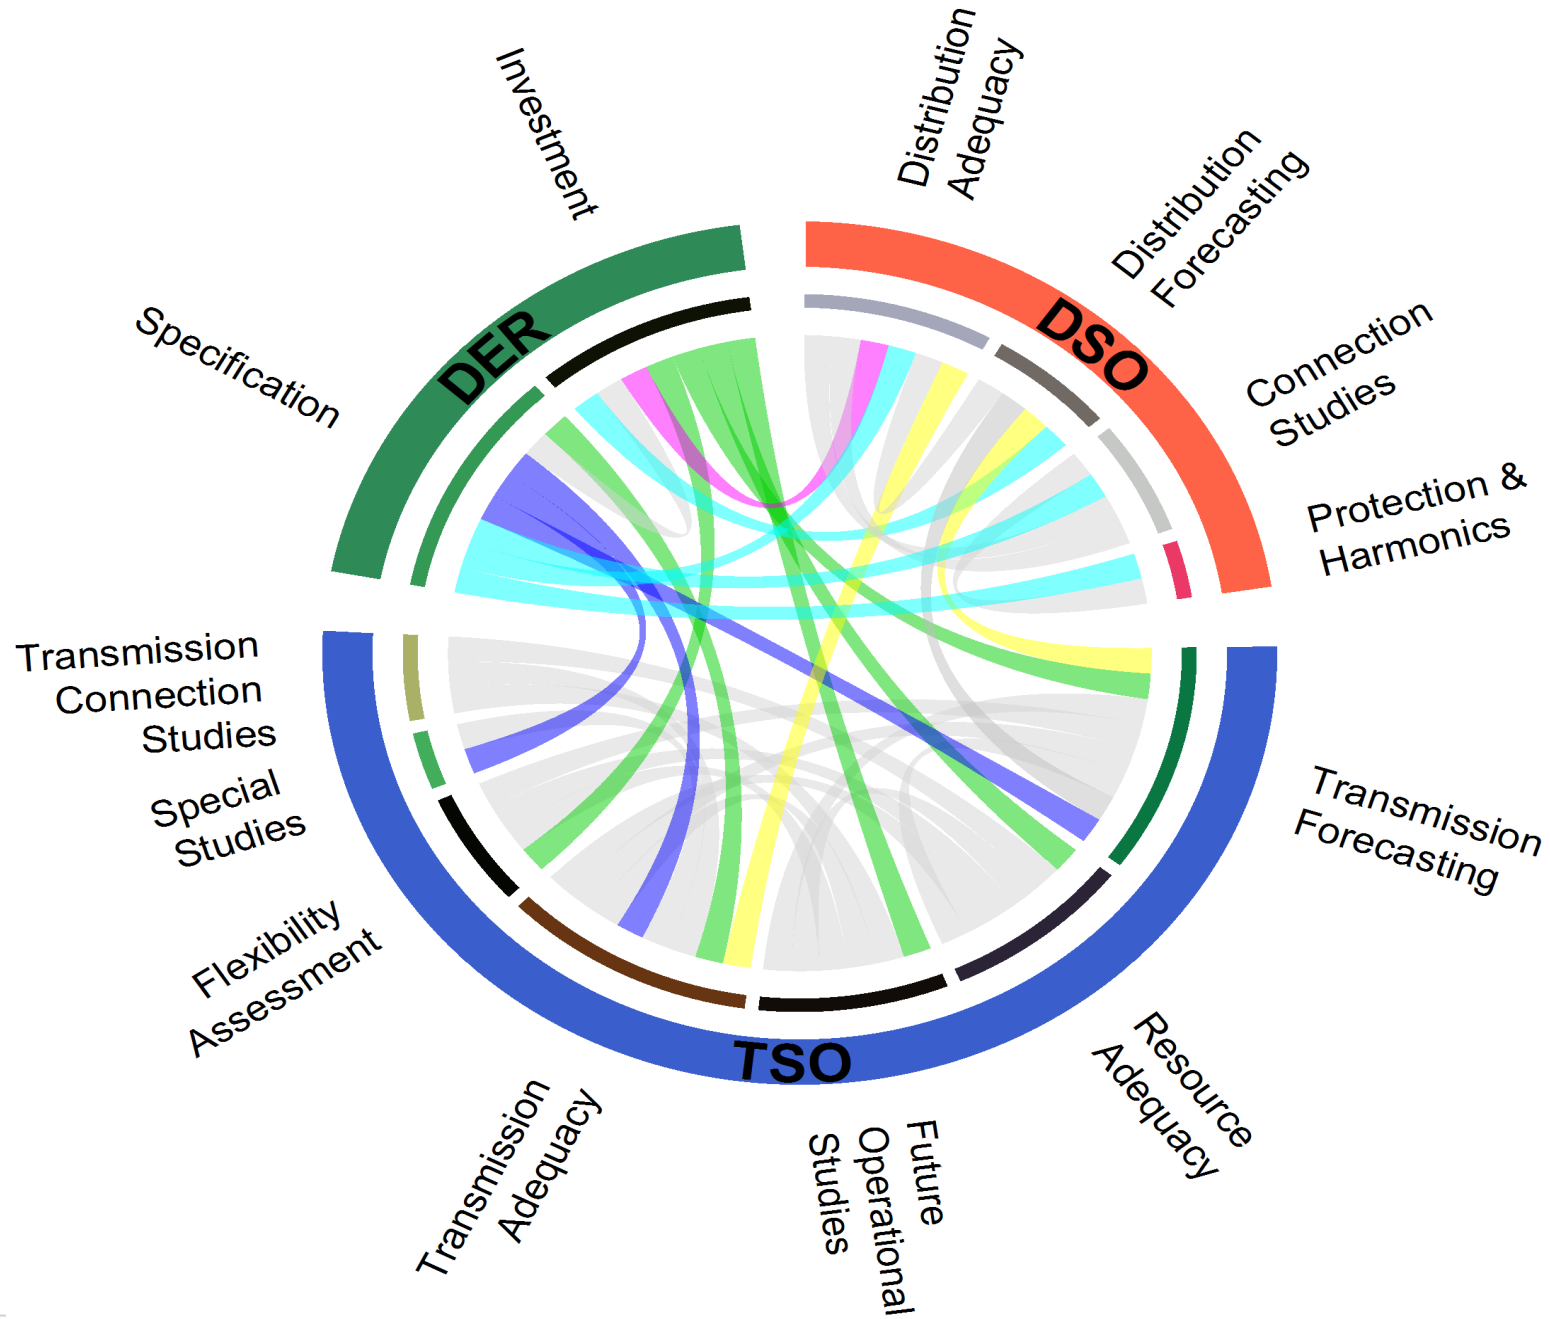 Investment
Distribution
Adequacy
Distribution
Forecasting
Specification
DER
DSO
Connection
Studies
Protection &
Harmonics
Transmission
Connection
Studies
Special
Studies
Transmission
Forecasting
Flexibility
Assessment
TSO
Resource
Adequacy
Transmission
Adequacy
Future
Operational
Studies